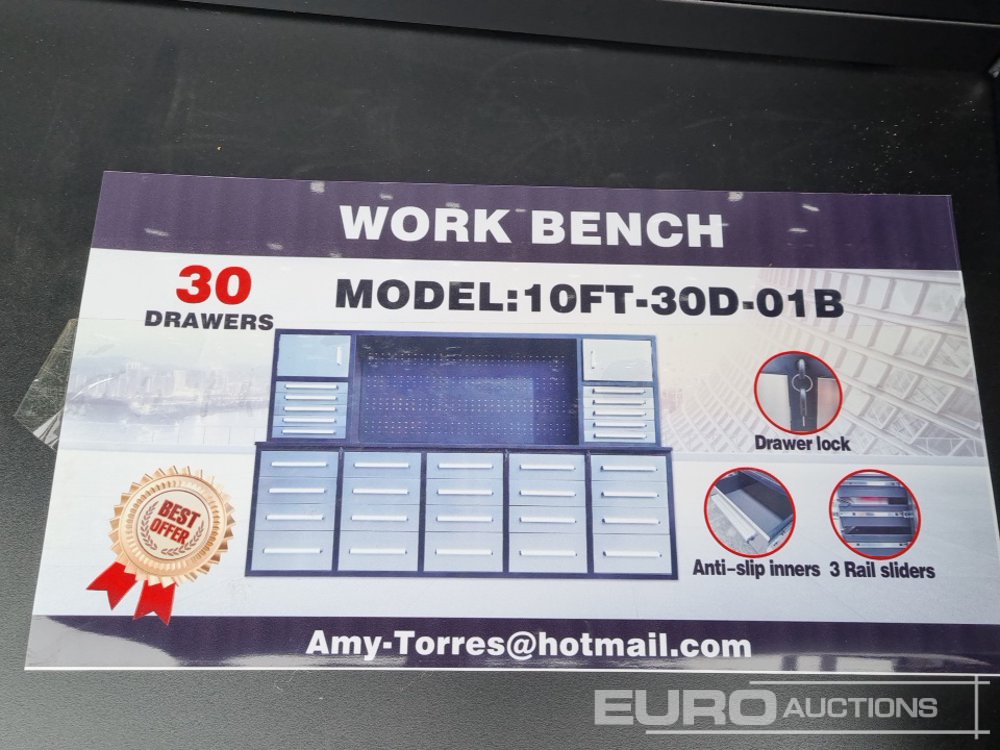 WORK BENCH
30
DRAWERS
MODEL:10FT-30D-01B
Drawer lock
BEST
OFFER
Anti-slip inners
3 Rail sliders
Amy-Torres@hotmail.com
EURO AUCTIONS